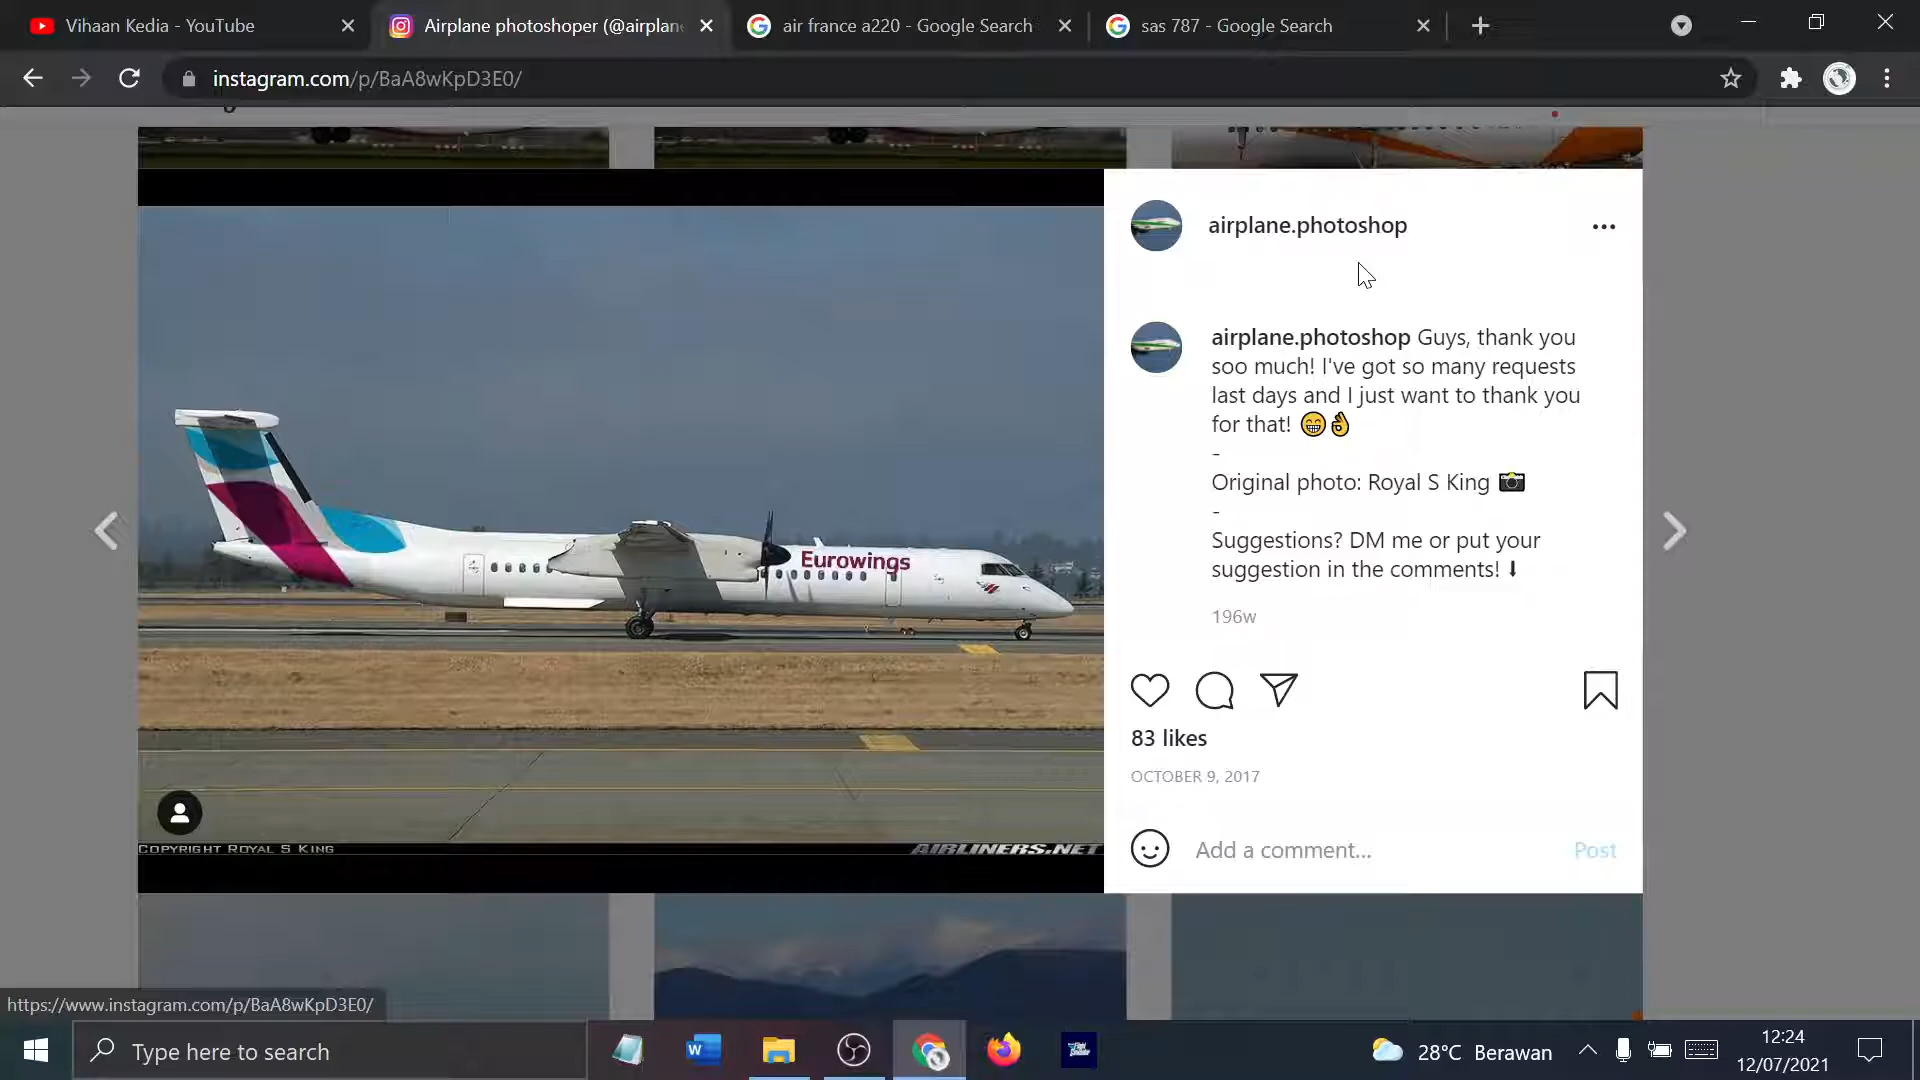 Vihaan Kedia - YouTube
Airplane photoshoper (@airplane
air france a220 - Google Search
sas 787 - Google Search
instagram.com/p/BaA8wKpD3E0/
airplane.photoshop
airplane.photoshop Guys, thank you
soo much! I've got so many requests
last days and I just want to thank you
for that! 😁👌
-
Original photo: Royal S King 📷
-
Suggestions? DM me or put your
suggestion in the comments! ⬇
196w
Eurowings
83 likes
OCTOBER 9, 2017
Add a comment...
Post
COPYRIGHT ROYAL S KING
AIRLINERS.NET
https://www.instagram.com/p/BaA8wKpD3E0/
Type here to search
28°C Berawan
12:24
12/07/2021